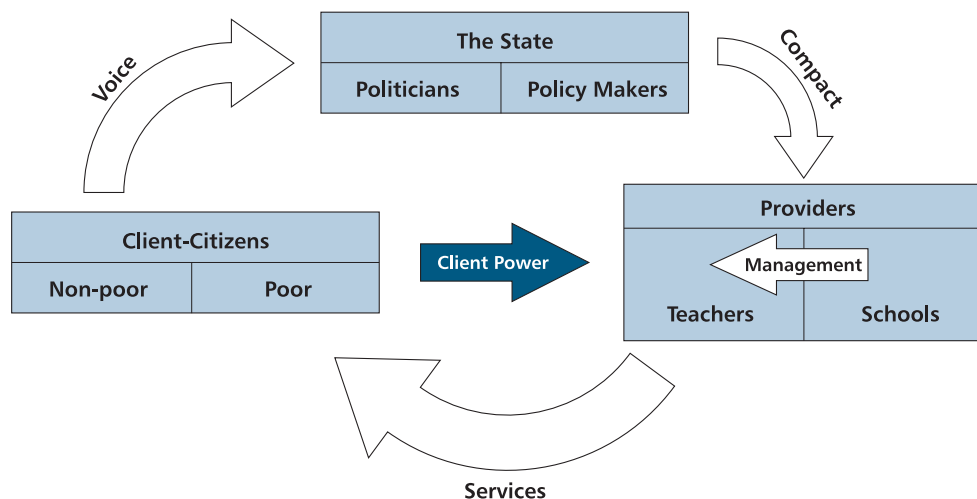 Voice
The State
Politicians
Policy Makers
Compact
Client-Citizens
Non-poor
Poor
Client Power
Providers
Management
Teachers
Schools
Services